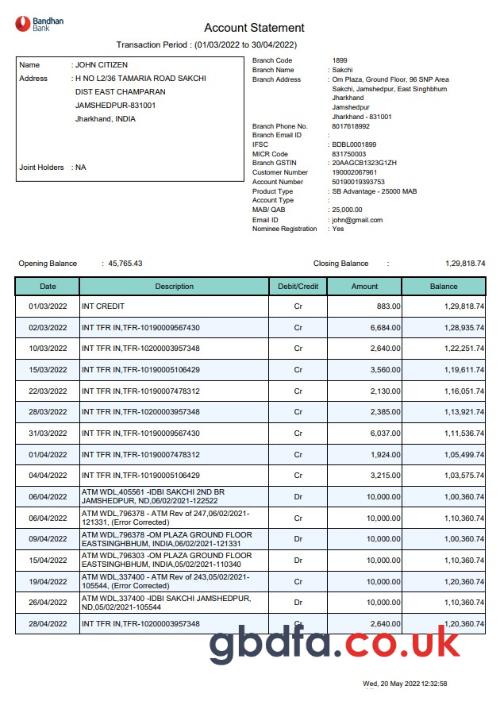 Bandhan
Bank
Account Statement
Transaction Period : (01/03/2022 to 30/04/2022)
Name : JOHN CITIZEN
Address : H NO L2/36 TAMARIA ROAD SAKCHI
DIST EAST CHAMPARAN
JAMSHEDPUR-831001
Jharkhand, INDIA
Joint Holders : NA
Branch Code 1899
Branch Name : Sakchi
Branch Address : Om Plaza, Ground Floor, 96 SNP Area
Sakchi, Jamshedpur, East Singhbhum
Jharkhand
Jamshedpur
Jharkhand - 831001
Branch Phone No. 8017618992
Branch Email ID :
IFSC : BDBL0001899
MICR Code : 831750003
Branch GSTIN : 20AAGCB1323G1ZH
Customer Number : 190002067961
Account Number : 50190019393753
Product Type : SB Advantage - 25000 MAB
Account Type :
MAB/ QAB : 25,000.00
Email ID : john@gmail.com
Nominee Registration : Yes
Opening Balance : 45,765.43 Closing Balance : 1,29,818.74
Date Description Debit/Credit Amount Balance
01/03/2022 INT CREDIT Cr 883.00 1,29,818.74
02/03/2022 INT TFR IN,TFR-10190009567430 Cr 6,684.00 1,28,935.74
10/03/2022 INT TFR IN,TFR-10200003957348 Cr 2,640.00 1,22,251.74
15/03/2022 INT TFR IN,TFR-10190005106429 Cr 3,560.00 1,19,611.74
22/03/2022 INT TFR IN,TFR-10190007478312 Cr 2,130.00 1,16,051.74
28/03/2022 INT TFR IN,TFR-10200003957348 Cr 2,385.00 1,13,921.74
31/03/2022 INT TFR IN,TFR-10190009567430 Cr 6,037.00 1,11,536.74
01/04/2022 INT TFR IN,TFR-10190007478312 Cr 1,924.00 1,05,499.74
04/04/2022 INT TFR IN,TFR-10190005106429 Cr 3,215.00 1,03,575.74
06/04/2022 ATM WDL,405561 -IDBI SAKCHI 2ND BR
JAMSHEDPUR, ND,06/02/2021-122522 Dr 10,000.00 1,00,360.74
06/04/2022 ATM WDL,796378 - ATM Rev of 247,06/02/2021-
121331, (Error Corrected) Cr 10,000.00 1,10,360.74
09/04/2022 ATM WDL,796378 -OM PLAZA GROUND FLOOR
EASTSINGHBHUM, INDIA,06/02/2021-121331 Dr 10,000.00 1,00,360.74
15/04/2022 ATM WDL,796303 -OM PLAZA GROUND FLOOR
EASTSINGHBHUM, INDIA,05/02/2021-110340 Dr 10,000.00 1,10,360.74
19/04/2022 ATM WDL,337400 - ATM Rev of 243,05/02/2021-
105544, (Error Corrected) Cr 10,000.00 1,20,360.74
26/04/2022 ATM WDL,337400 -IDBI SAKCHI JAMSHEDPUR,
ND,05/02/2021-105544 Dr 10,000.00 1,10,360.74
28/04/2022 INT TFR IN,TFR-10200003957348 Cr 2,640.00 1,20,360.74
gbdfa.co.uk
Wed, 20 May 2022 12:32:58